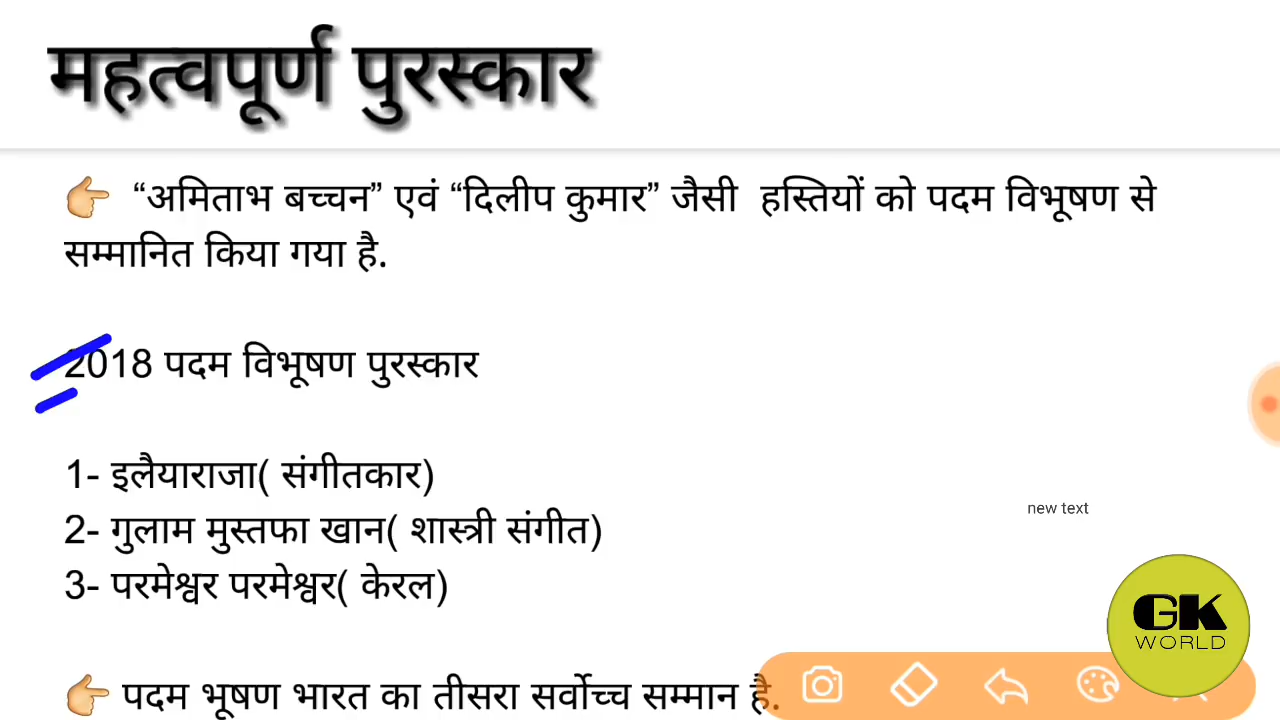 महत्वपूर्ण पुरस्कार
“अमिताभ बच्चन” एवं “दिलीप कुमार” जैसी हस्तियों को पदम विभूषण से
सम्मानित किया गया है.
2018 पदम विभूषण पुरस्कार
1- इलैयाराजा( संगीतकार)
2- गुलाम मुस्तफा खान( शास्त्री संगीत)
3- परमेश्वर परमेश्वर( केरल)
new text
GK
WORLD
पदम भूषण भारत का तीसरा सर्वोच्च सम्मान है.